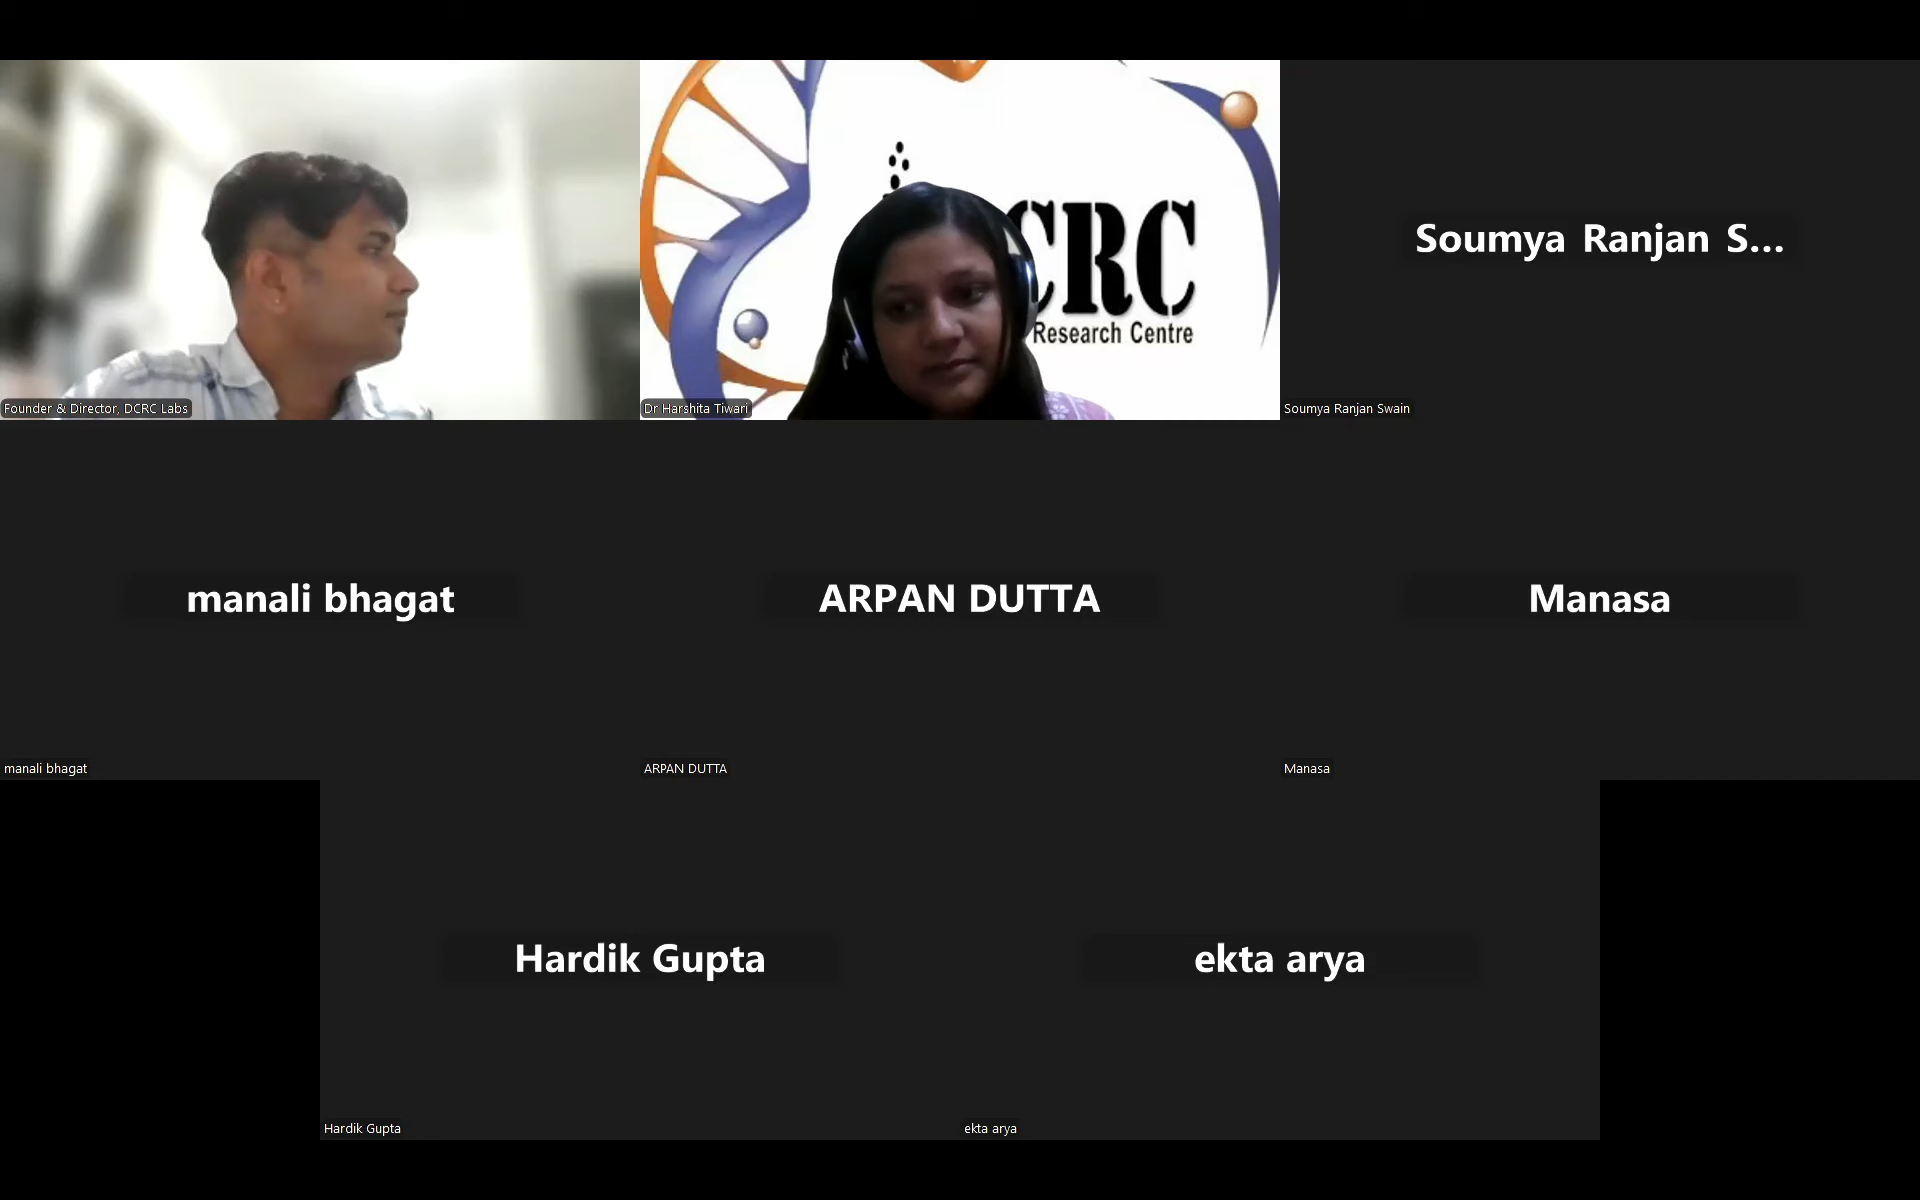 CRC
Research Centre
Soumya Ranjan S...
Founder & Director, DCRC Labs
Dr Harshita Tiwari
Soumya Ranjan Swain
manali bhagat
ARPAN DUTTA
Manasa
manali bhagat
ARPAN DUTTA
Manasa
Hardik Gupta
ekta arya
Hardik Gupta
ekta arya